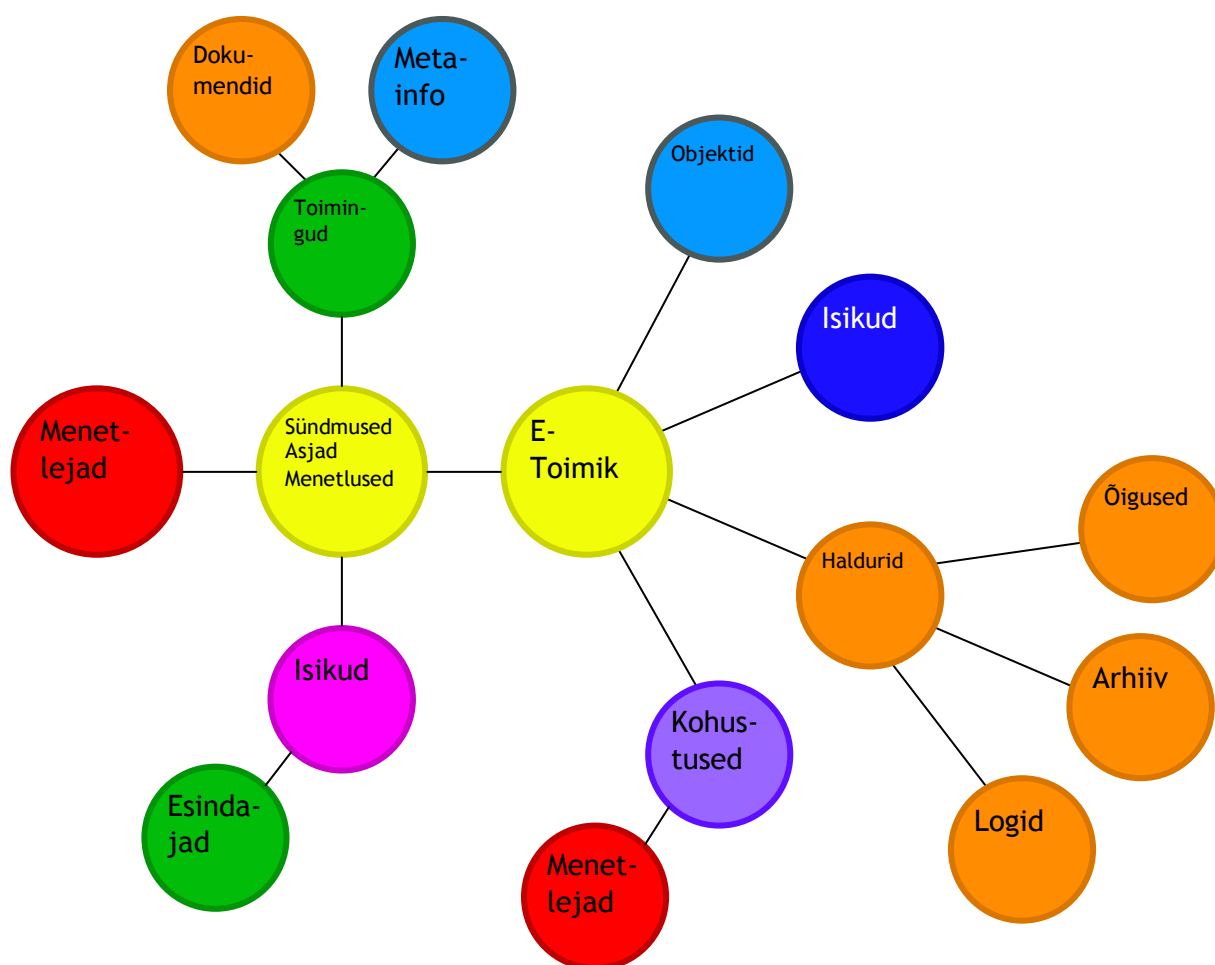 Doku-
mendid
Meta-
info
Objektid
Toimin-
gud
Isikud
Menet-
lejad
Sündmused
Asjad
Menetlused
E-
Toimik
Õigused
Haldurid
Isikud
Arhiiv
Kohus-
tused
Esinda-
jad
Logid
Menet-
lejad